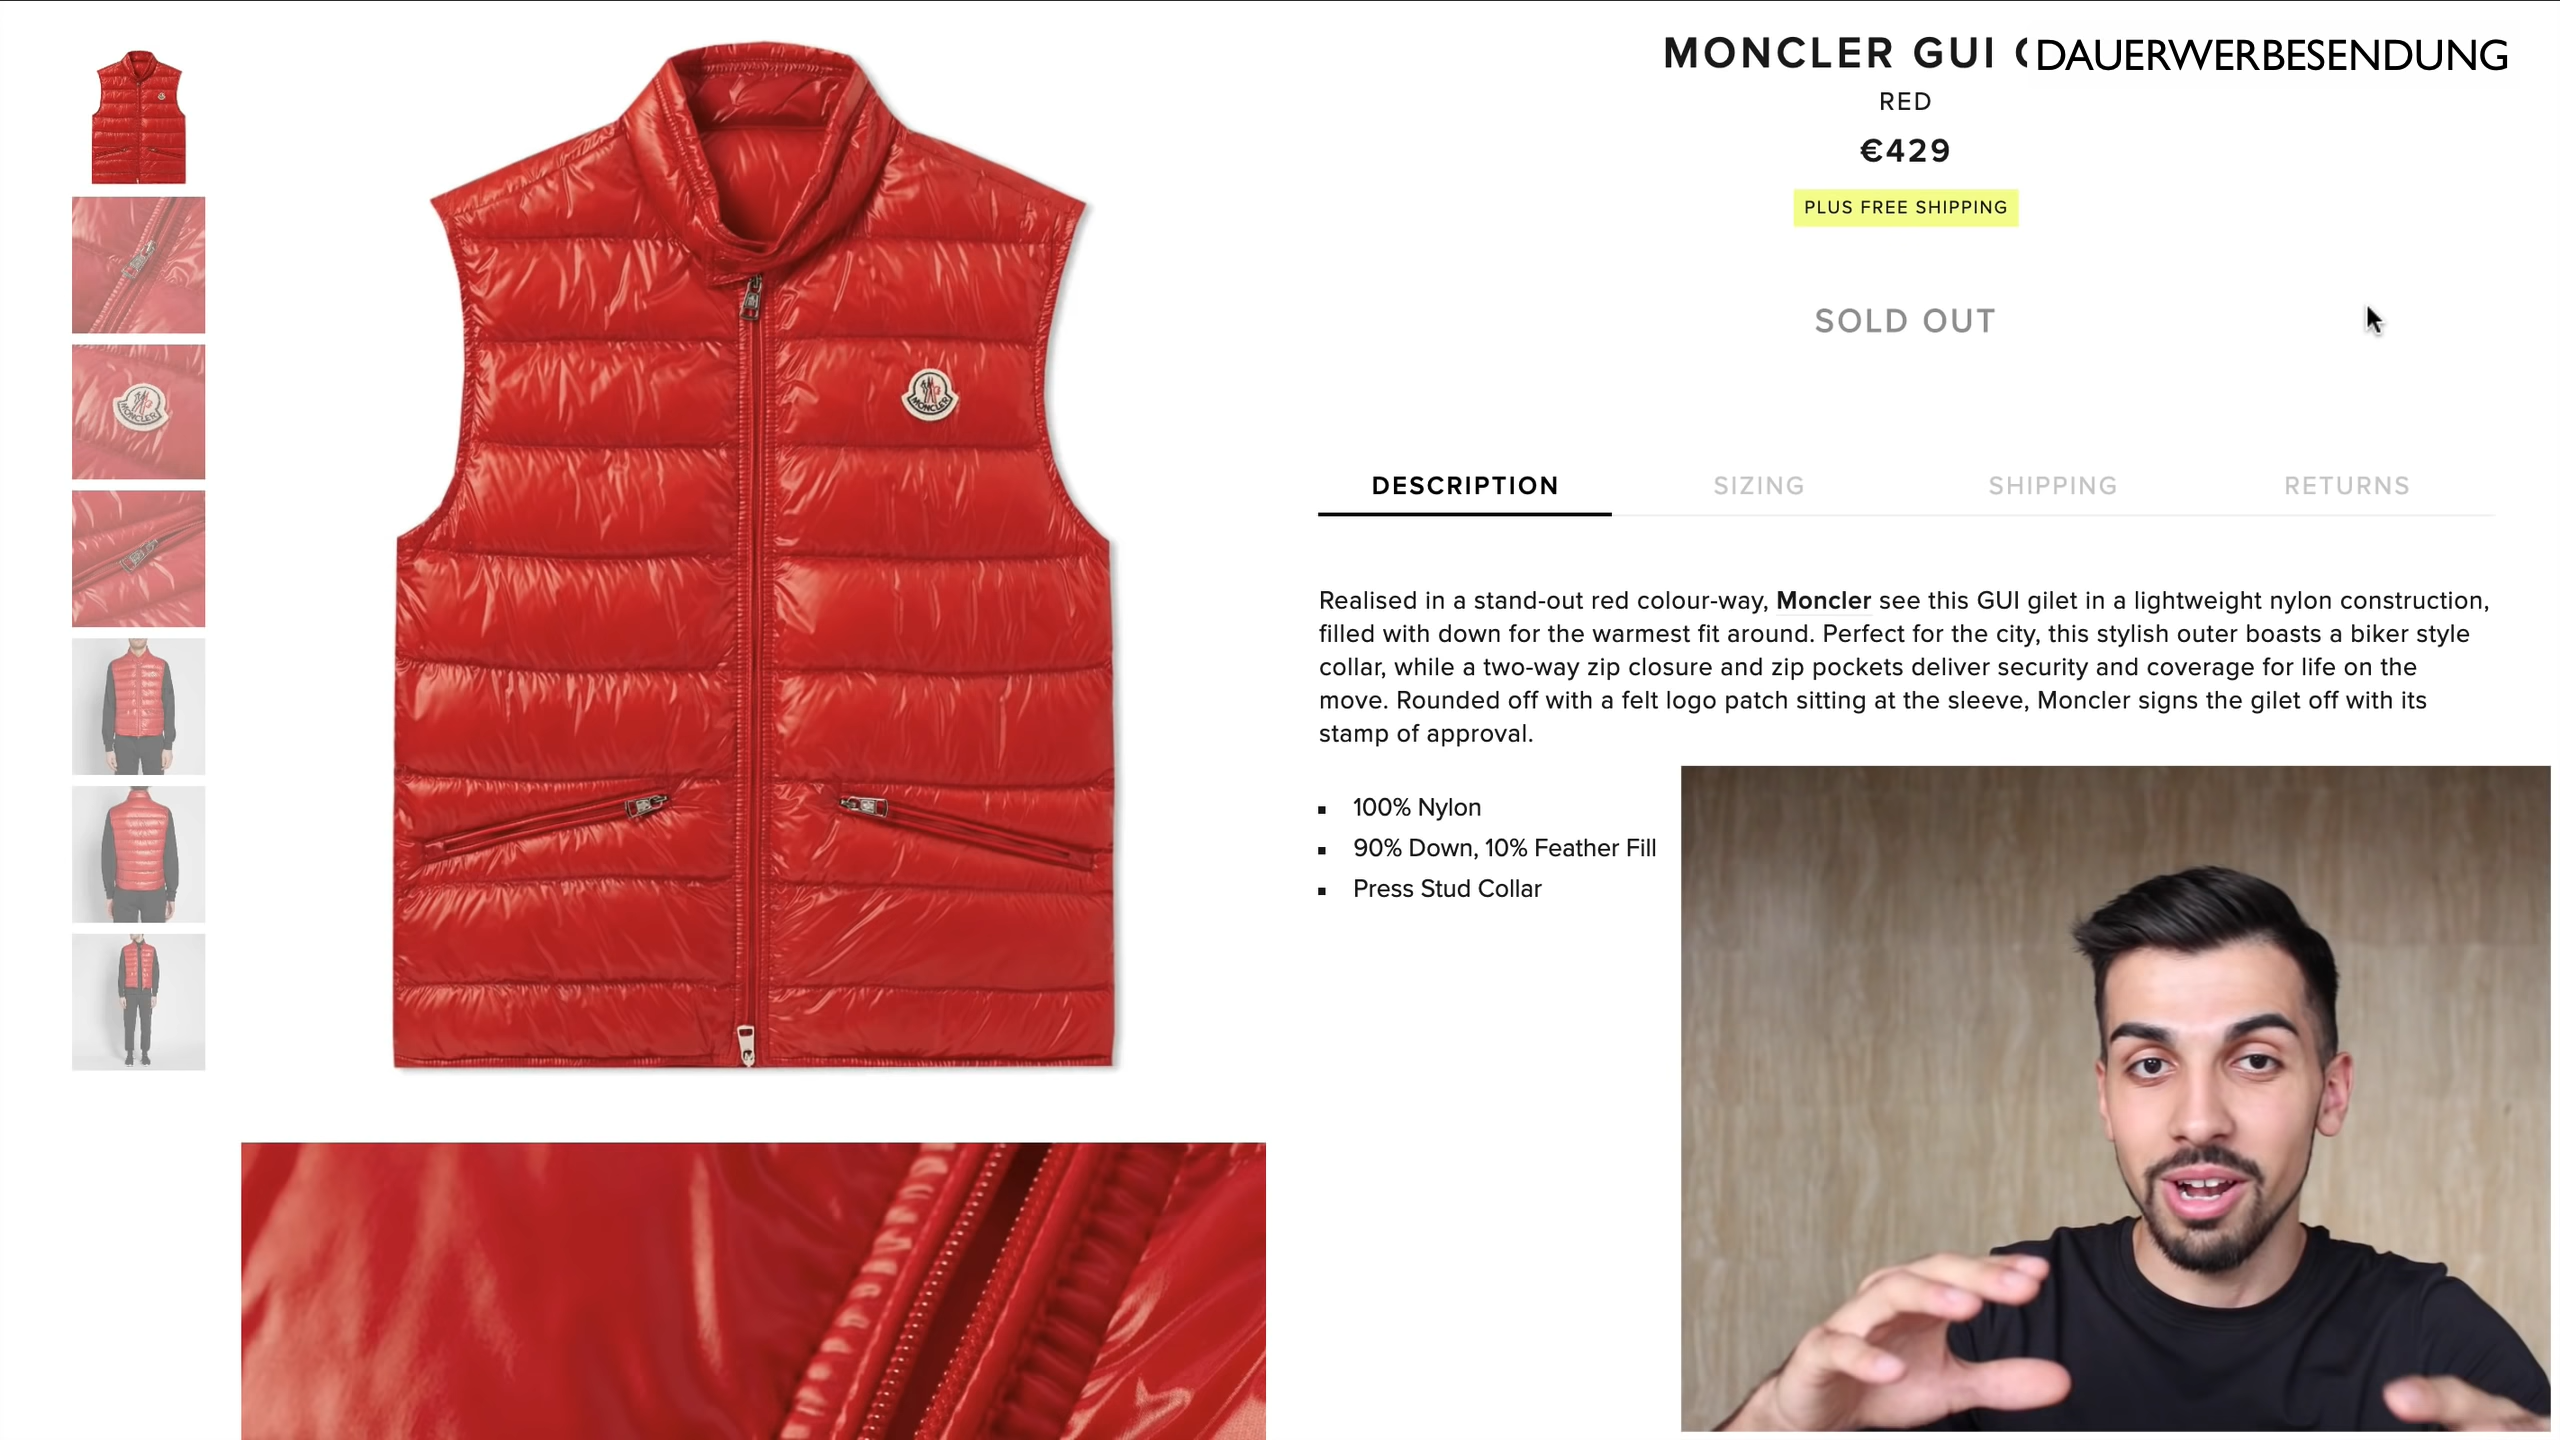 MONCLER GUI
DAUERWERBESENDUNG
RED
€429
PLUS FREE SHIPPING
SOLD OUT
DESCRIPTION
SIZING
SHIPPING
RETURNS
Realised in a stand-out red colour-way, Moncler see this GUI gilet in a lightweight nylon construction,
filled with down for the warmest fit around. Perfect for the city, this stylish outer boasts a biker style
collar, while a two-way zip closure and zip pockets deliver security and coverage for life on the
move. Rounded off with a felt logo patch sitting at the sleeve, Moncler signs the gilet off with its
stamp of approval.
100% Nylon
90% Down, 10% Feather Fill
Press Stud Collar
MONCLER
MONCLER